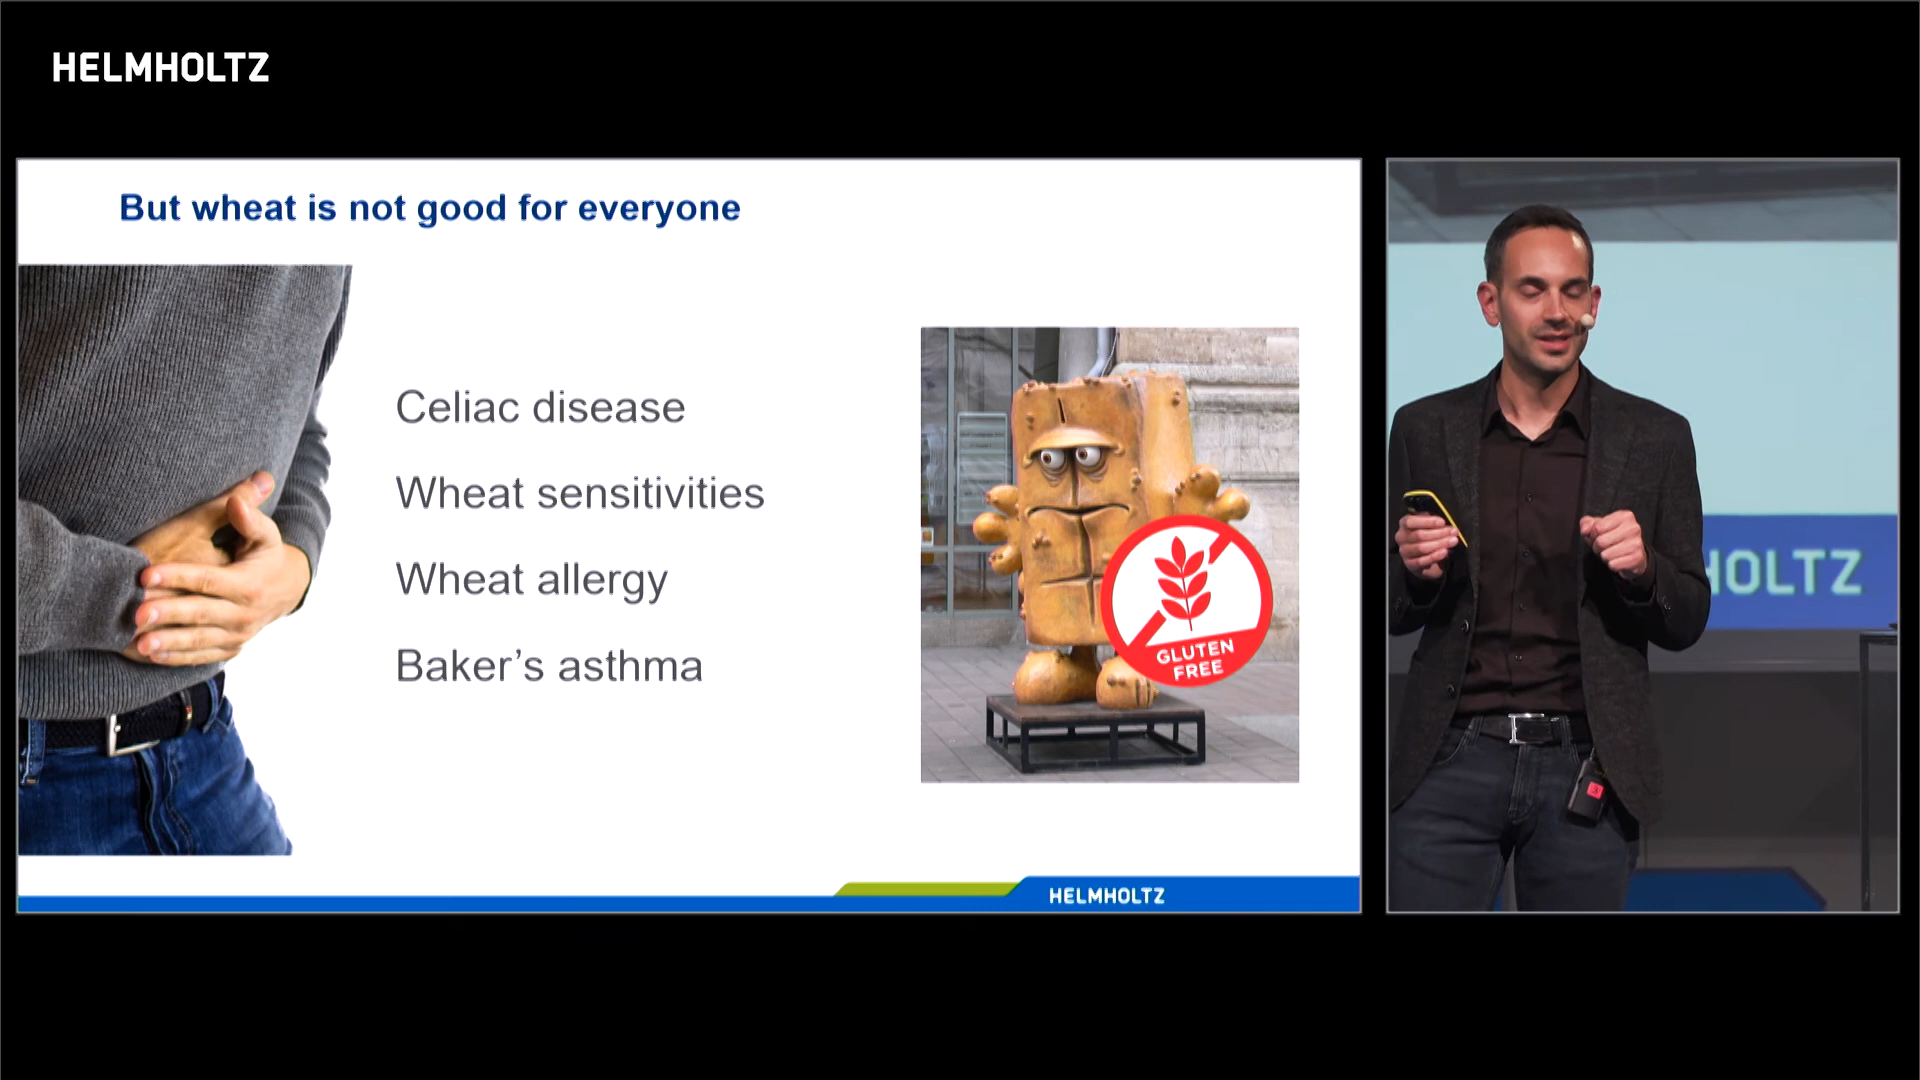 HELMHOLTZ
But wheat is not good for everyone
Celiac disease
Wheat sensitivities
Wheat allergy
Baker’s asthma
GLUTEN
FREE
HELMHOLTZ
HOLTZ